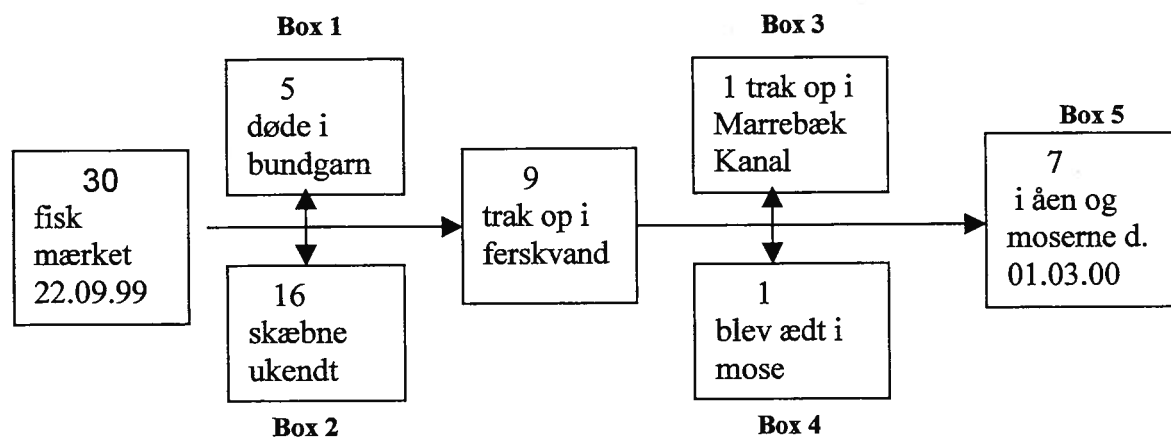 30
fisk
mærket
22.09.99
Box 1
5
døde i
bundgarn
16
skæbne
ukendt
Box 2
9
trak op i
ferskvand
Box 3
1 trak op i
Marrebæk
Kanal
1
blev ædt i
mose
Box 4
Box 5
7
i åen og
moserne d.
01.03.00